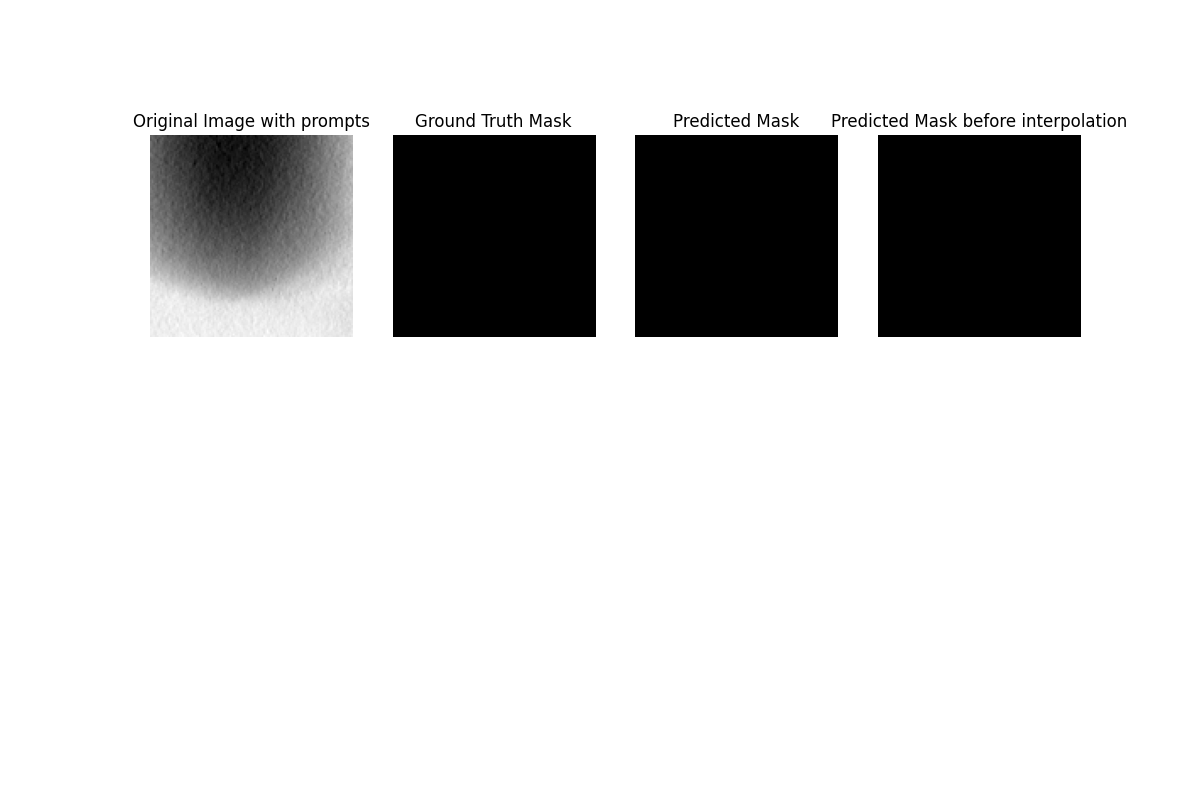 Original Image with prompts
Ground Truth Mask
Predicted Mask
Predicted Mask before interpolation